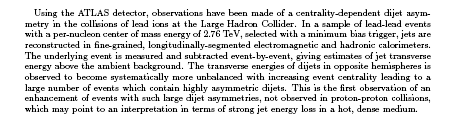 Using the ATLAS detector, observations have been made of a centrality-dependent dijet asym-
metry in the collisions of lead ions at the Large Hadron Collider. In a sample of lead-lead events
with a per-nucleon center of mass energy of 2.76 TeV, selected with a minimum bias trigger, jets are
reconstructed in fine-grained, longitudinally-segmented electromagnetic and hadronic calorimeters.
The underlying event is measured and subtracted event-by-event, giving estimates of jet transverse
energy above the ambient background. The transverse energies of dijets in opposite hemispheres is
observed to become systematically more unbalanced with increasing event centrality leading to a
large number of events which contain highly asymmetric dijets. This is the first observation of an
enhancement of events with such large dijet asymmetries, not observed in proton-proton collisions,
which may point to an interpretation in terms of strong jet energy loss in a hot, dense medium.